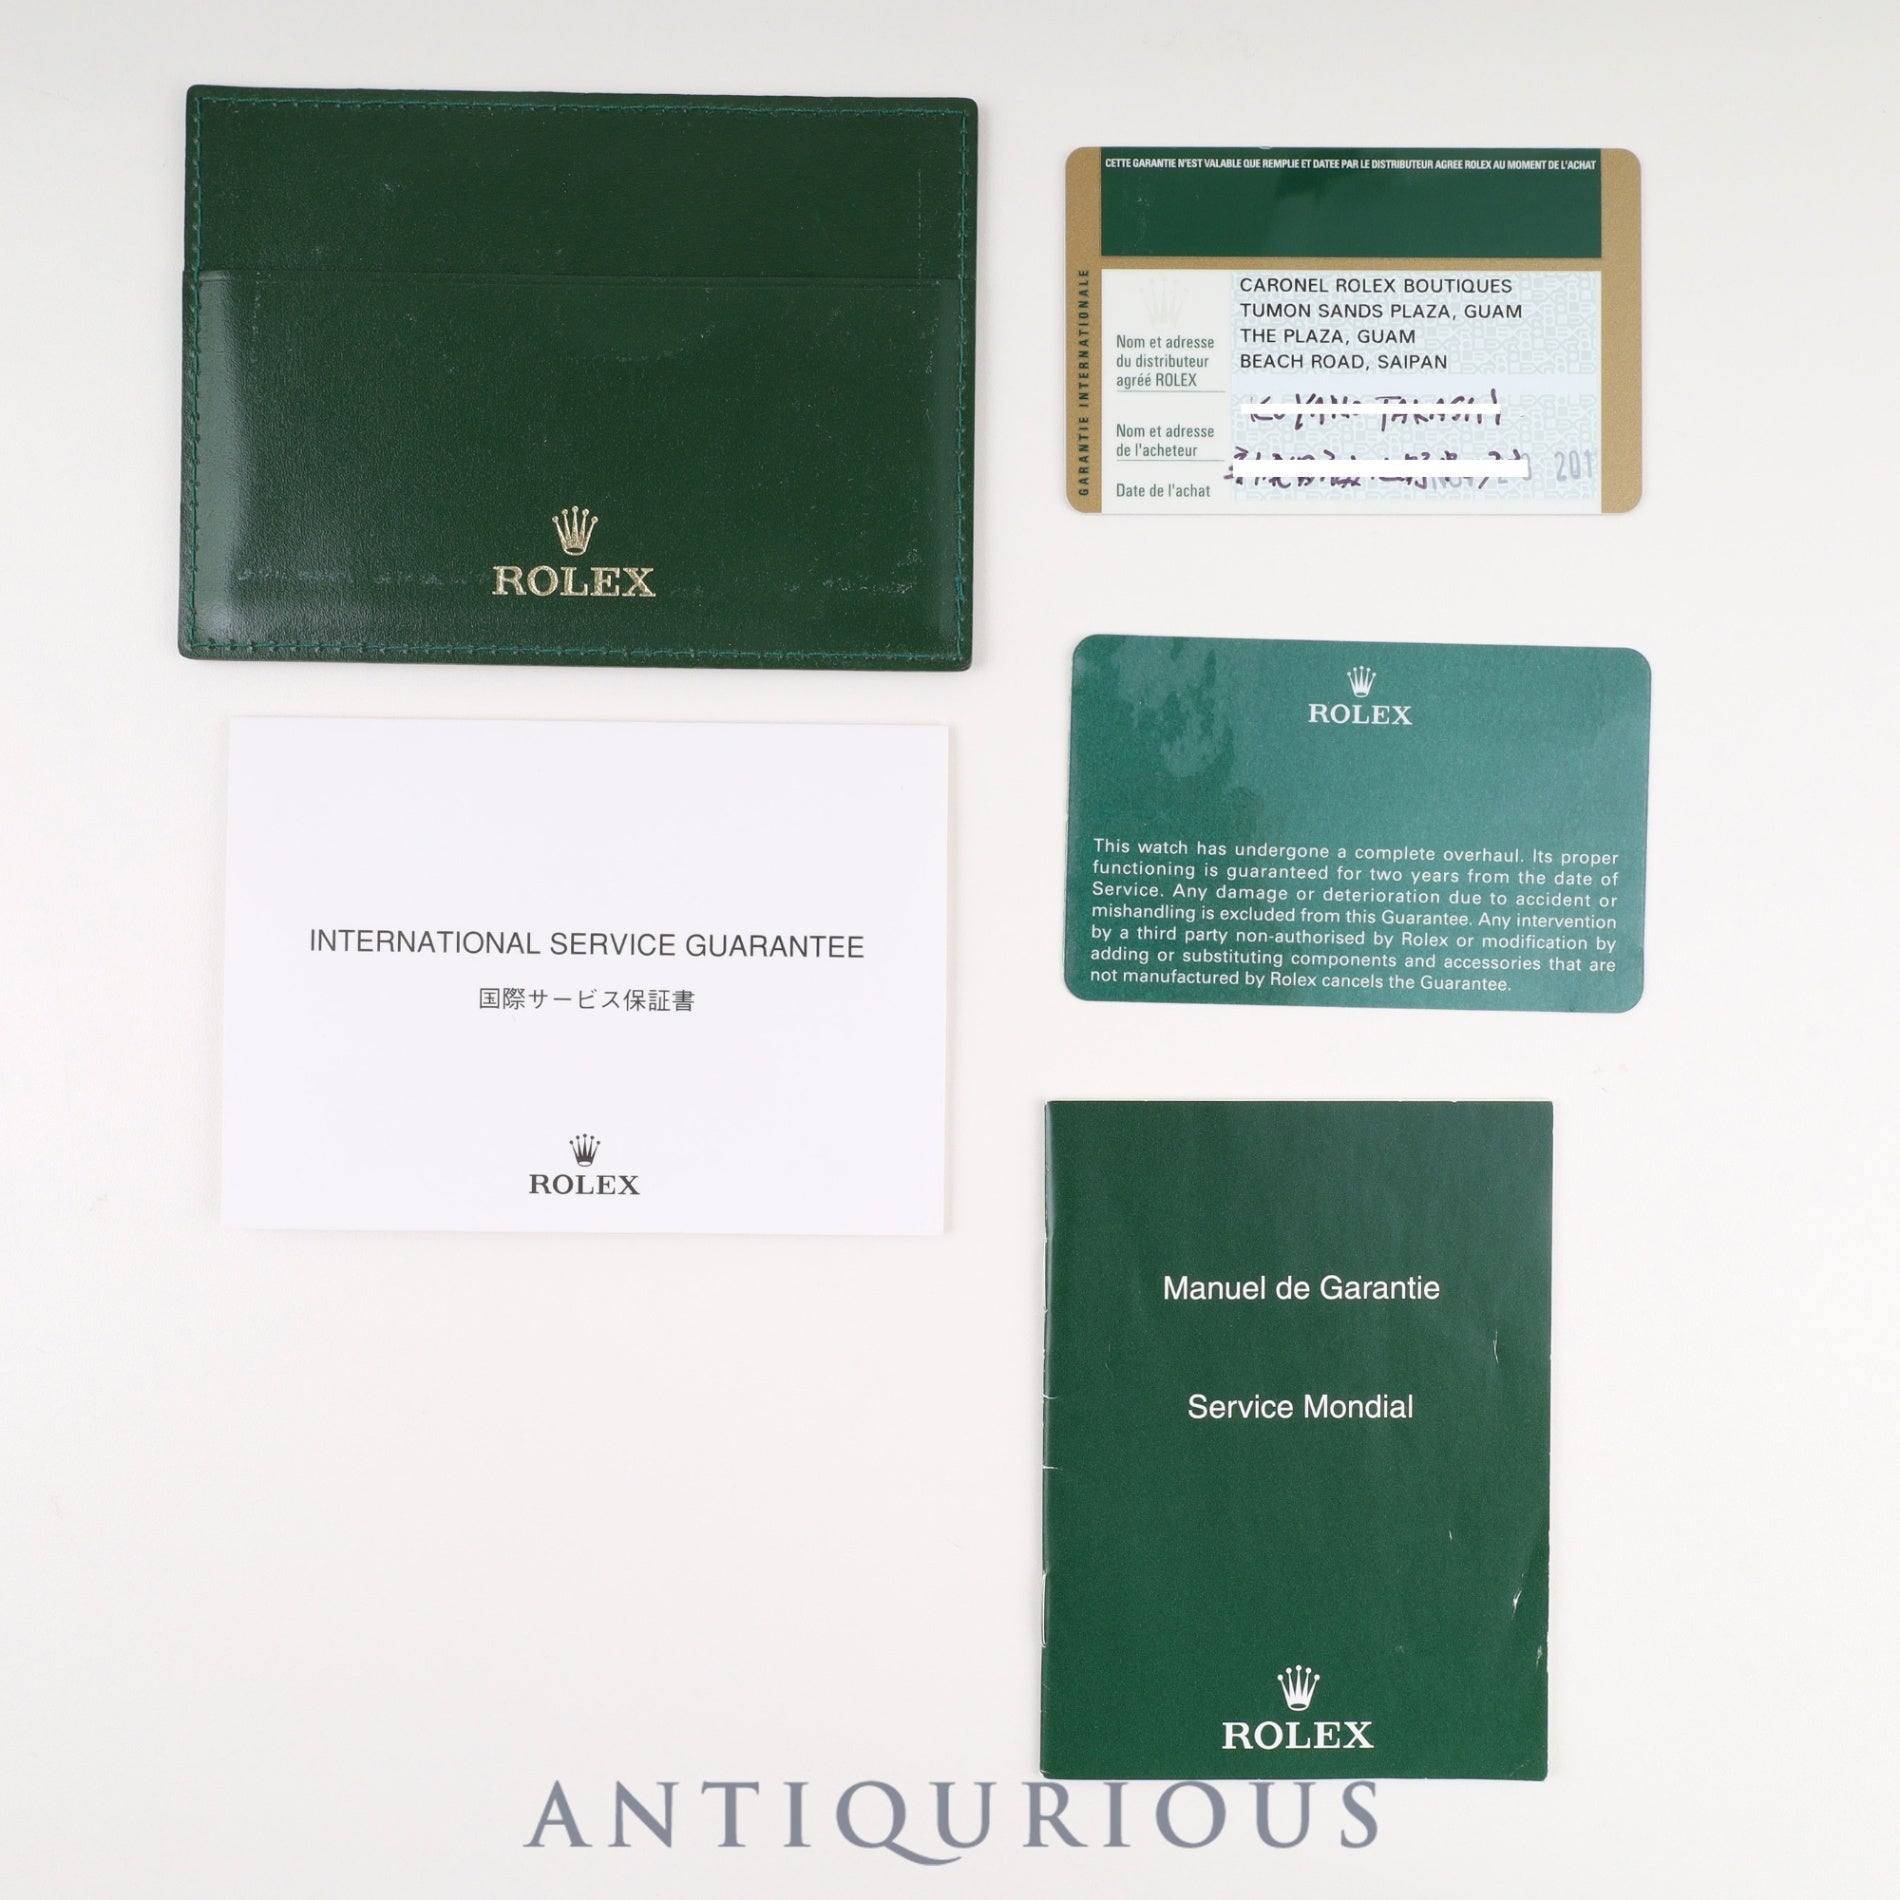 ROLEX
INTERNATIONAL SERVICE GUARANTEE
国際サービス保証書
ROLEX
CETTE GARANTIE N'EST VALABLE QUE REMPLIE ET DATEE PAR LE DISTRIBUTEUR AGREE ROLEX AU MOMENT DE L'ACHAT
GARANTIE INTERNATIONALE
Nom et adresse
du distributeur
agréé ROLEX
CARONEL ROLEX BOUTIQUES
TUMON SANDS PLAZA, GUAM
THE PLAZA, GUAM
BEACH ROAD, SAIPAN
Nom et adresse
de l'acheteur
Date de l'achat
201
ROLEX
This watch has undergone a complete overhaul. Its proper
functioning is guaranteed for two years from the date of
Service. Any damage or deterioration due to accident or
mishandling is excluded from this Guarantee. Any intervention
by a third party non-authorised by Rolex or modification by
adding or substituting components and accessories that are
not manufactured by Rolex cancels the Guarantee.
Manuel de Garantie
Service Mondial
ROLEX
ANTIQURIOUS